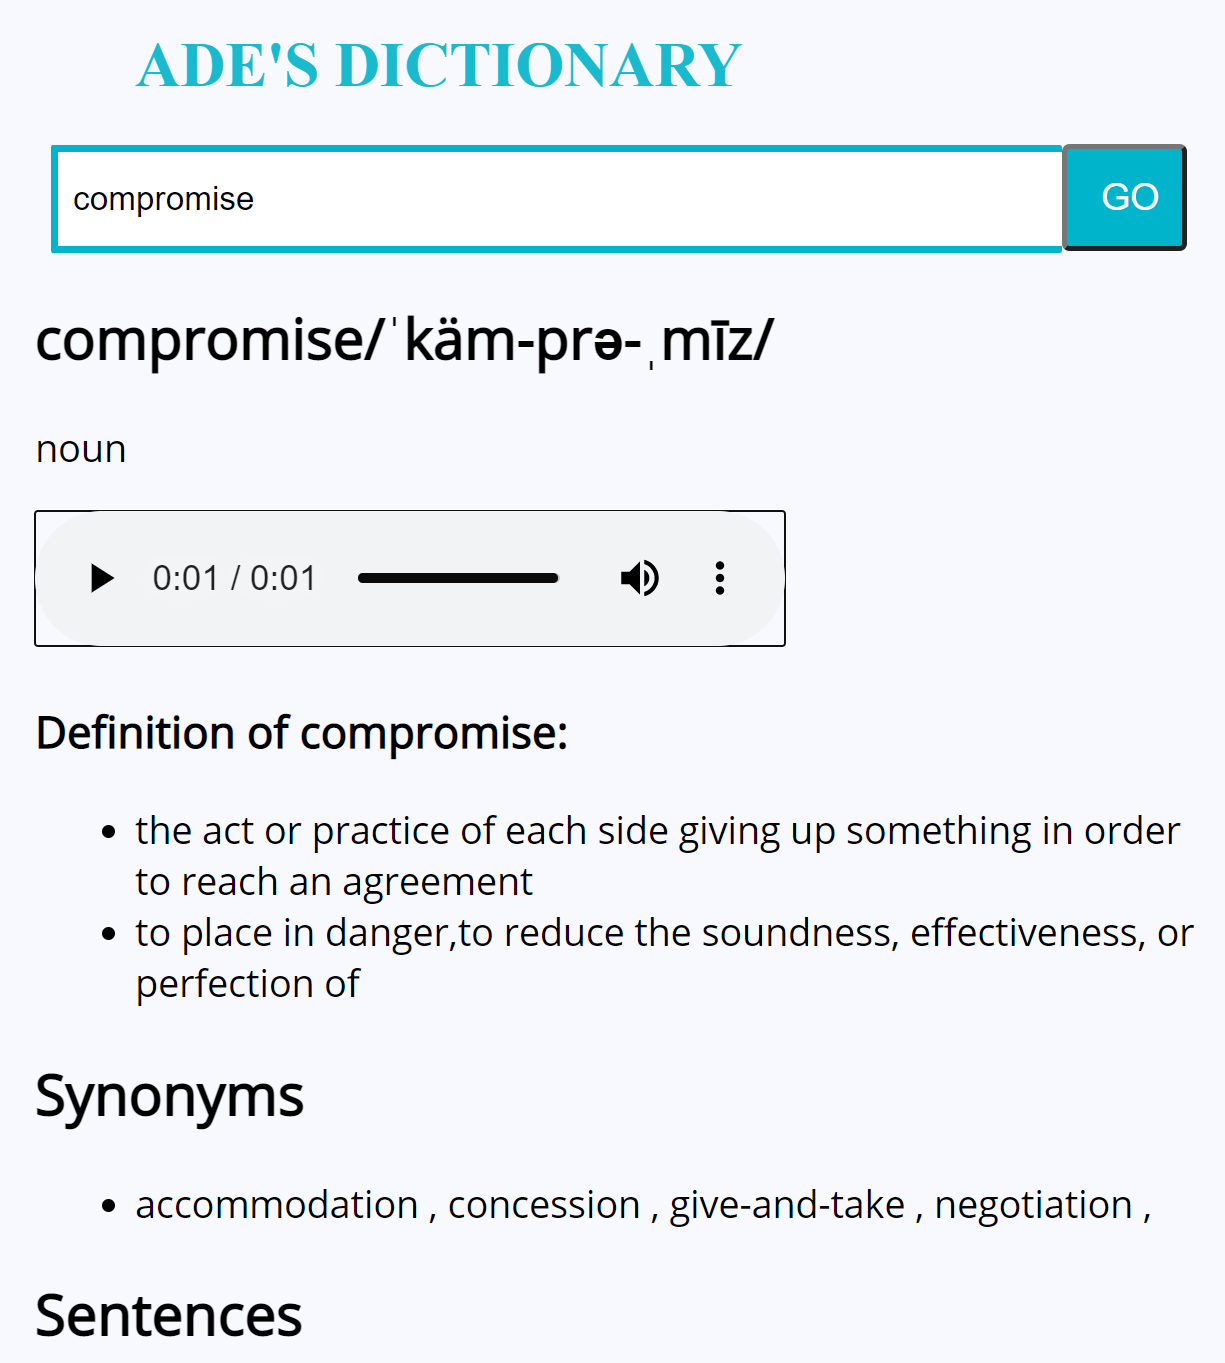 ADE'S DICTIONARY
compromise
GO
compromise/ˈkäm-prə-ˌmīz/
noun
0:01 / 0:01
Definition of compromise:
the act or practice of each side giving up something in order
to reach an agreement
to place in danger,to reduce the soundness, effectiveness, or
perfection of
Synonyms
accommodation , concession , give-and-take , negotiation ,
Sentences